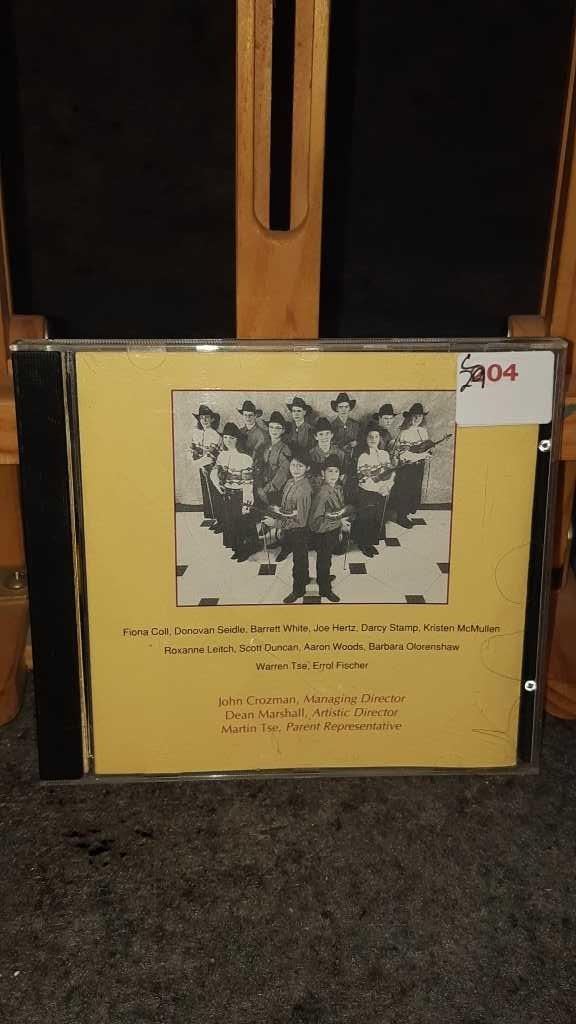 904
Fiona Coll, Donovan Seidle, Barrett White, Joe Hertz, Darcy Stamp, Kristen McMullen
Roxanne Leitch, Scott Duncan, Aaron Woods, Barbara Olorenshaw
Warren Tse, Errol Fischer
John Crozman, Managing Director
Dean Marshall, Artistic Director
Martin Tse, Parent Representative